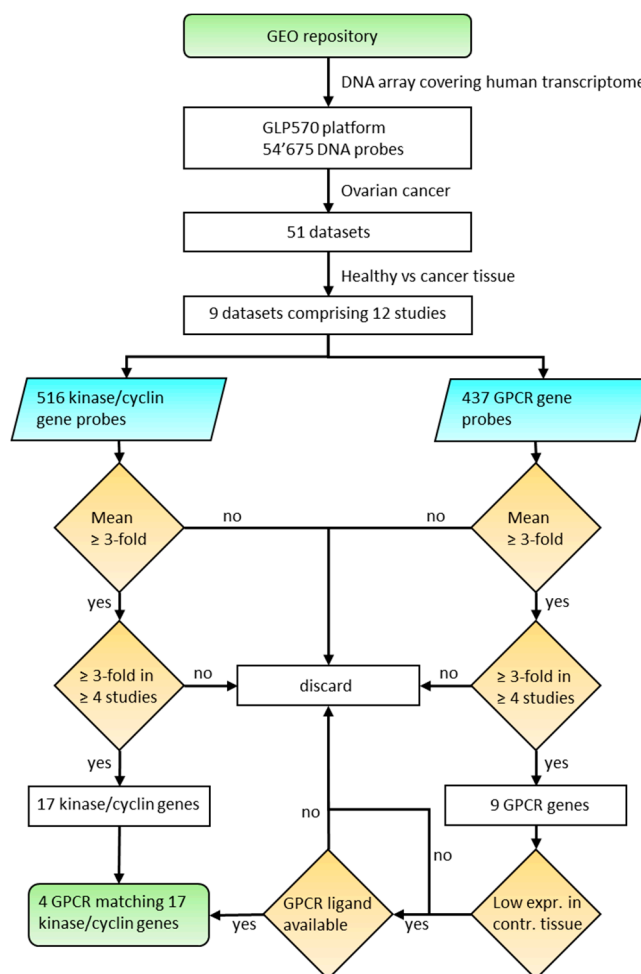 GEO repository
DNA array covering human transcriptome
GLP570 platform
54’675 DNA probes
Ovarian cancer
51 datasets
Healthy vs cancer tissue
9 datasets comprising 12 studies
516 kinase/cyclin
gene probes
437 GPCR gene
probes
Mean
≥ 3-fold
no
no
Mean
≥ 3-fold
yes
yes
≥ 3-fold in
≥ 4 studies
no
discard
no
≥ 3-fold in
≥ 4 studies
yes
yes
17 kinase/cyclin genes
no
9 GPCR genes
no
4 GPCR matching 17
kinase/cyclin genes
yes
GPCR ligand
available
yes
Low expr. in
contr. tissue